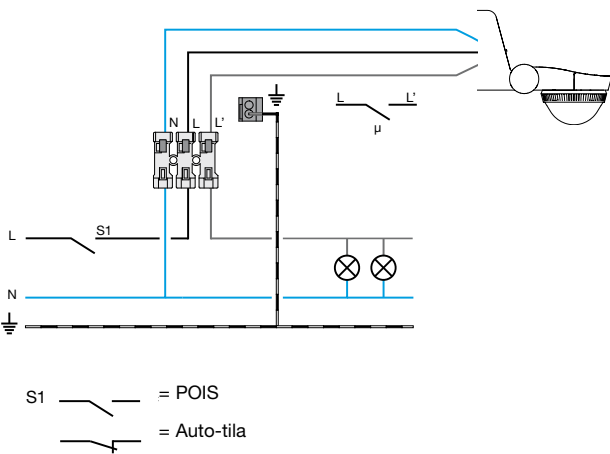 N L L'
L L'
µ
L S1
N
S1 = POIS
= Auto-tila